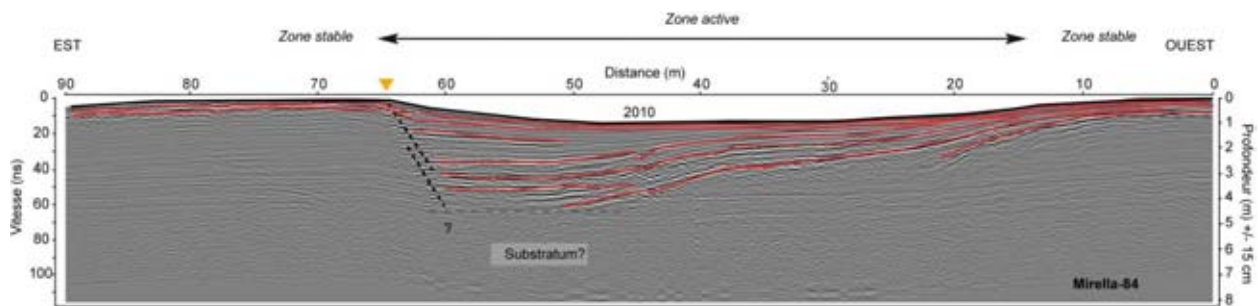 Zone active
EST
Zone stable
Zone stable
OUEST
Distance (m)
90 80 70 60 50 40 30 20 10 0
2010
0
20
40
60
80
100
Vitesse (ns)
0
1
2
3
4
5
6
7
8
Profondeur (m) +/- 15 cm
?
Substratum?
Mirella-84